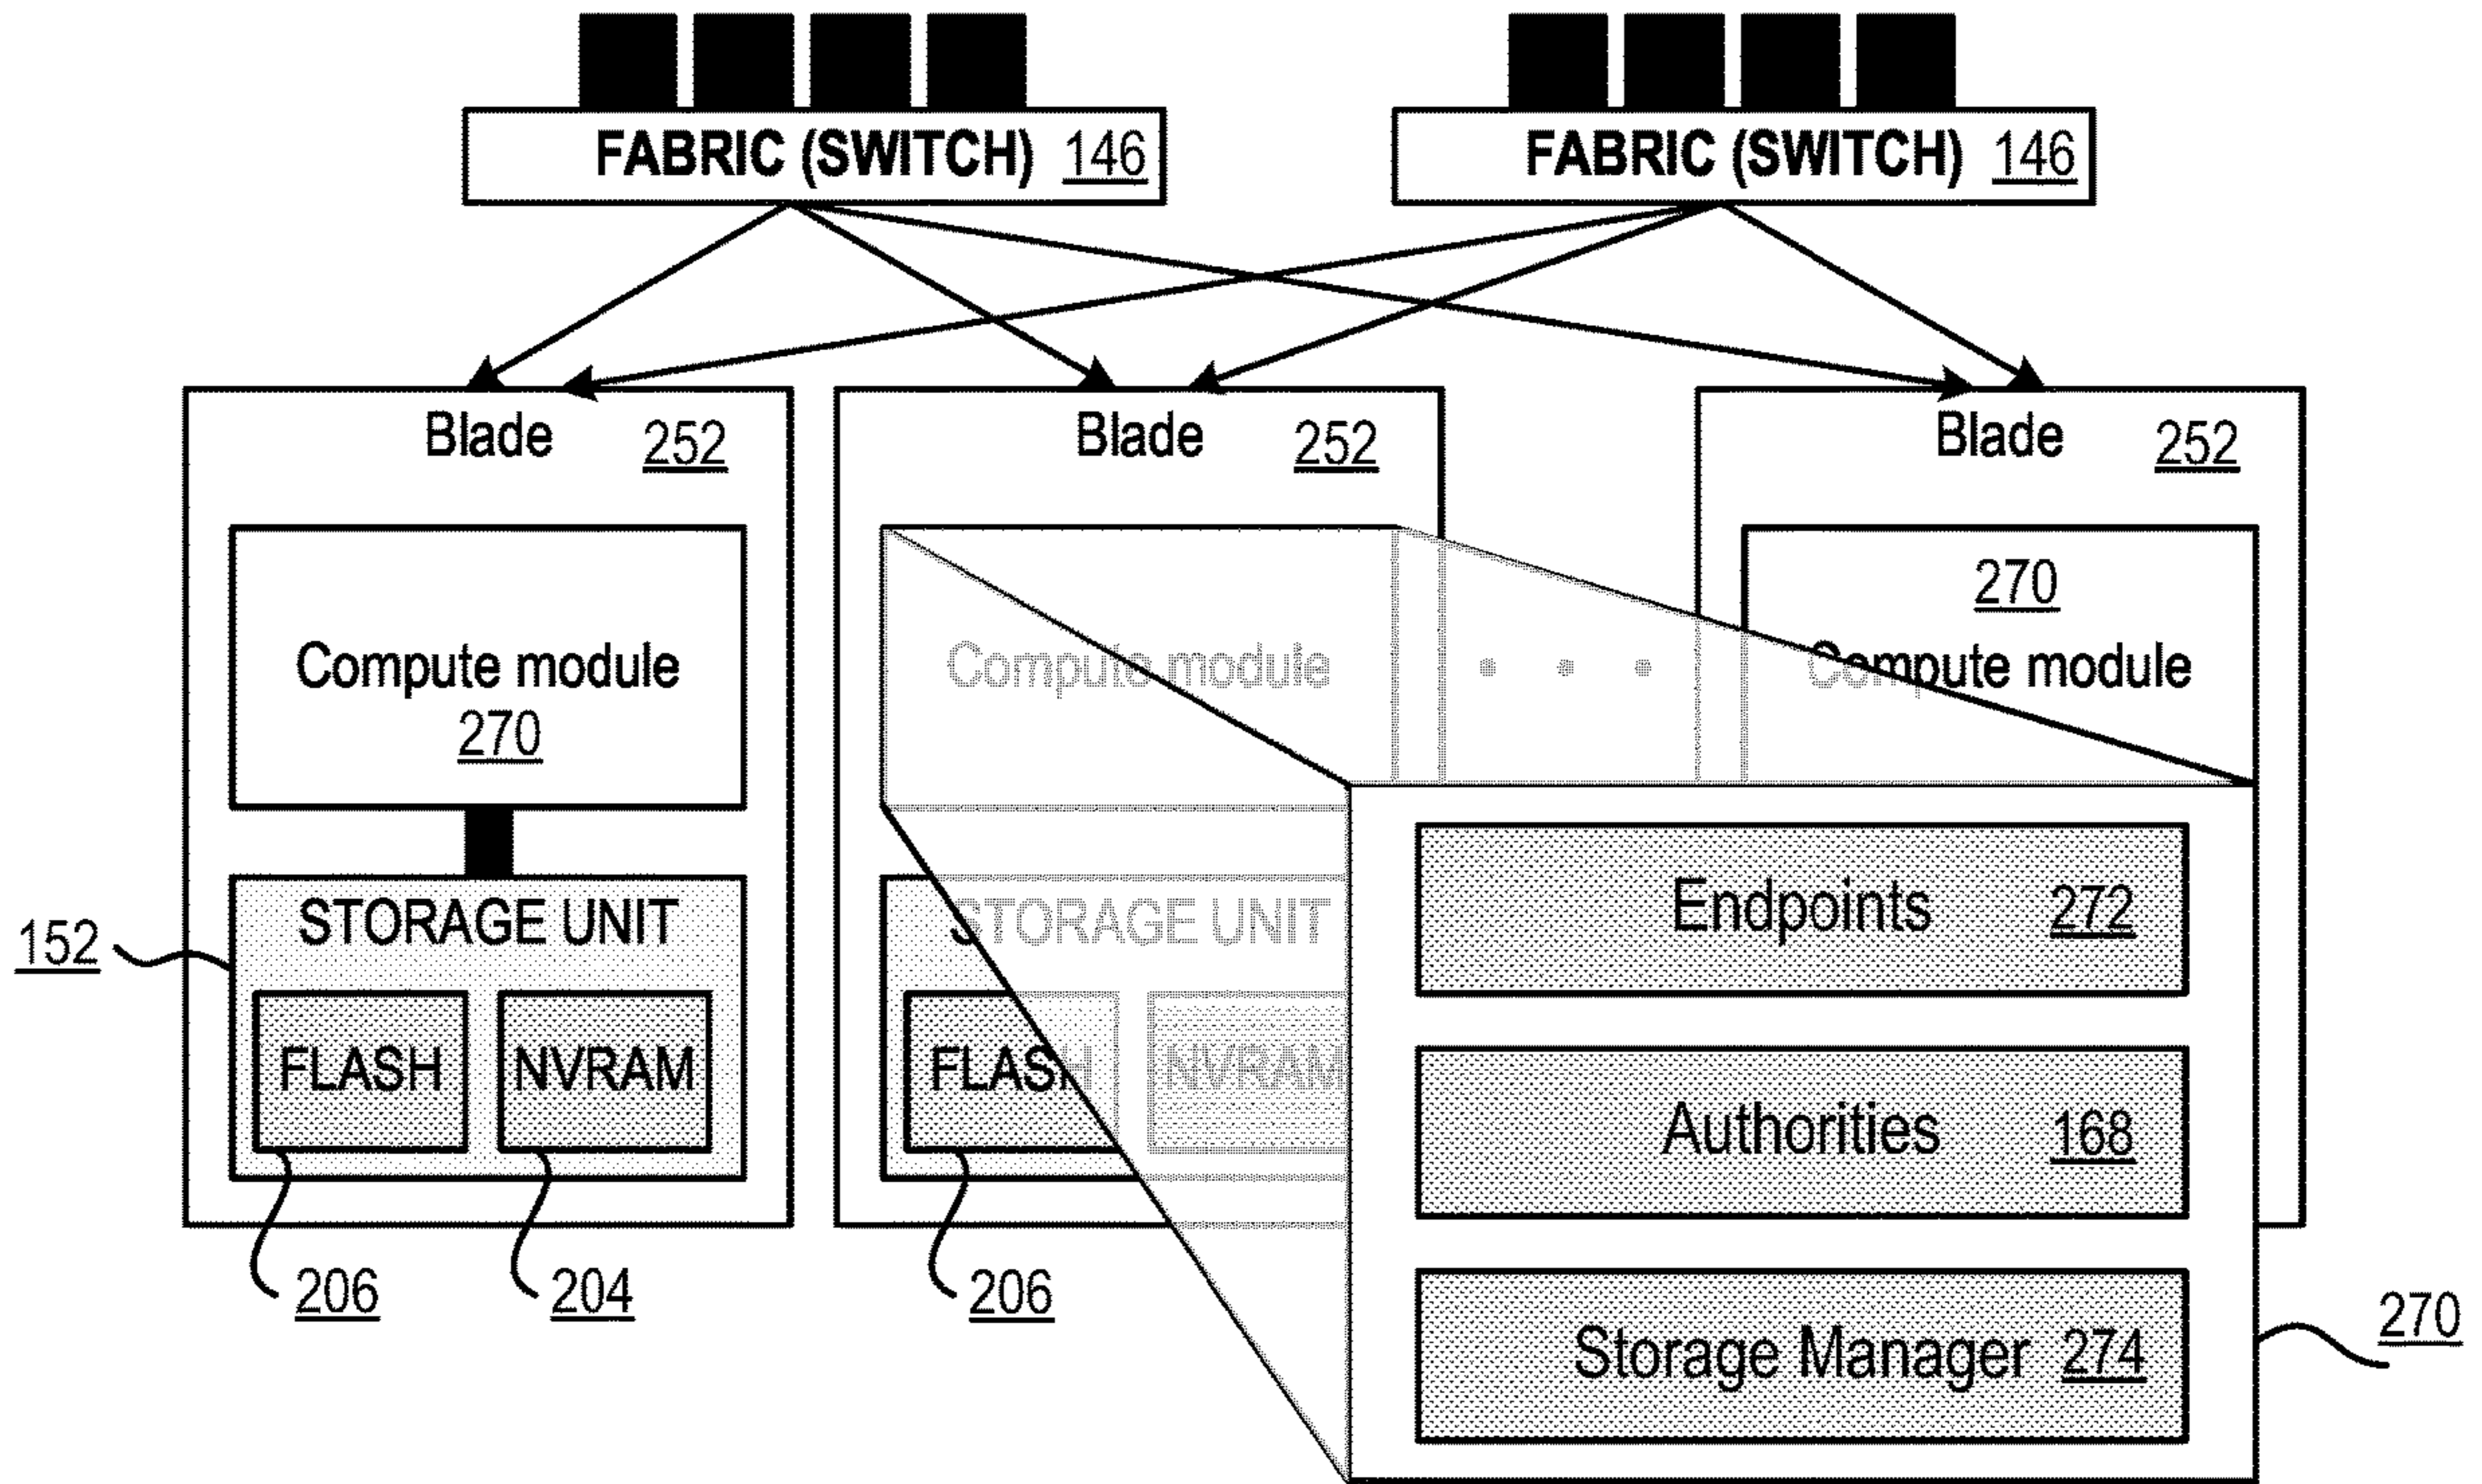 FABRIC (SWITCH) 146
FABRIC (SWITCH) 146
Blade 252
Blade 252
Blade 252
Compute module
270
Compute module
270
Compute module
STORAGE UNIT
152
FLASH
NVRAM
206
204
STORAGE UNIT
FLASH
NVRAM
206
Endpoints 272
Authorities 168
Storage Manager 274
270